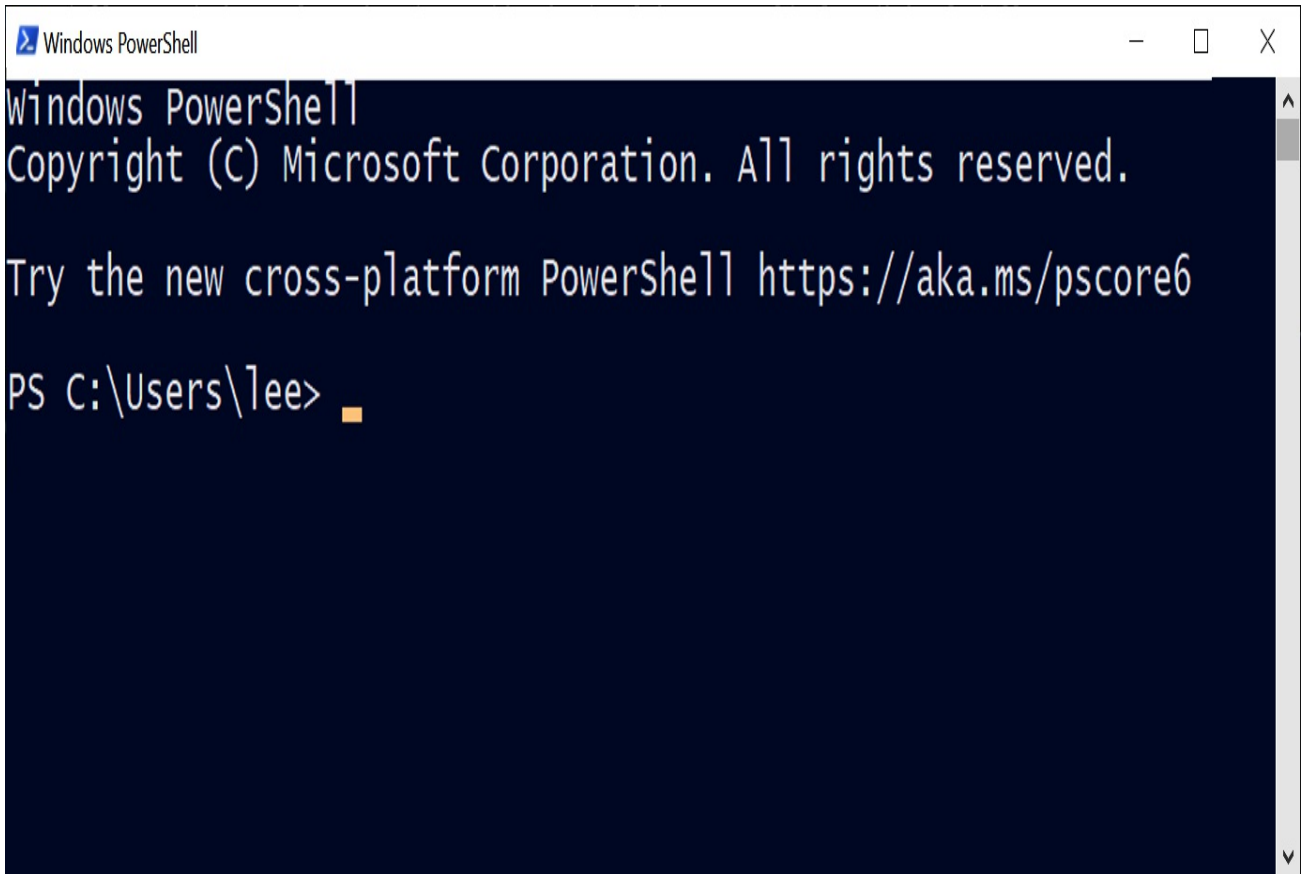 Windows PowerShell
Windows PowerShell
Copyright (C) Microsoft Corporation. All rights reserved.
Try the new cross-platform PowerShell https://aka.ms/pscore6
PS C:\Users\lee>